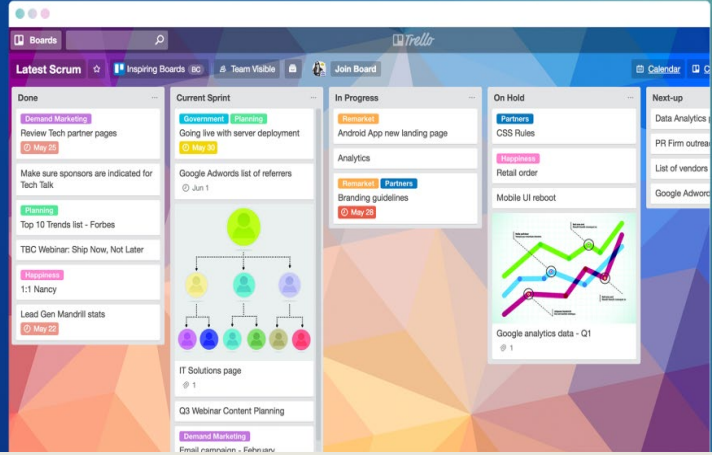 Boards
Trello
Latest Scrum
Inspiring Boards BC
Team Visible
Join Board
Calendar
Done
Demand Marketing
Review Tech partner pages
May 25
Make sure sponsors are indicated for
Tech Talk
Planning
Top 10 Trends list - Forbes
TBC Webinar: Ship Now, Not Later
Happiness
1:1 Nancy
Lead Gen Mandrill stats
May 22
Current Sprint
Government Planning
Going live with server deployment
May 30
Google Adwords list of referrers
Jun 1
IT Solutions page
1
Q3 Webinar Content Planning
Demand Marketing
Email campaign - February
In Progress
Remarket
Android App new landing page
Analytics
Remarket Partners
Branding guidelines
May 28
On Hold
Partners
CSS Rules
Happiness
Retail order
Mobile UI reboot
Google analytics data - Q1
1
Next-up
Data Analytics
PR Firm outrea
List of vendors
Google Adword